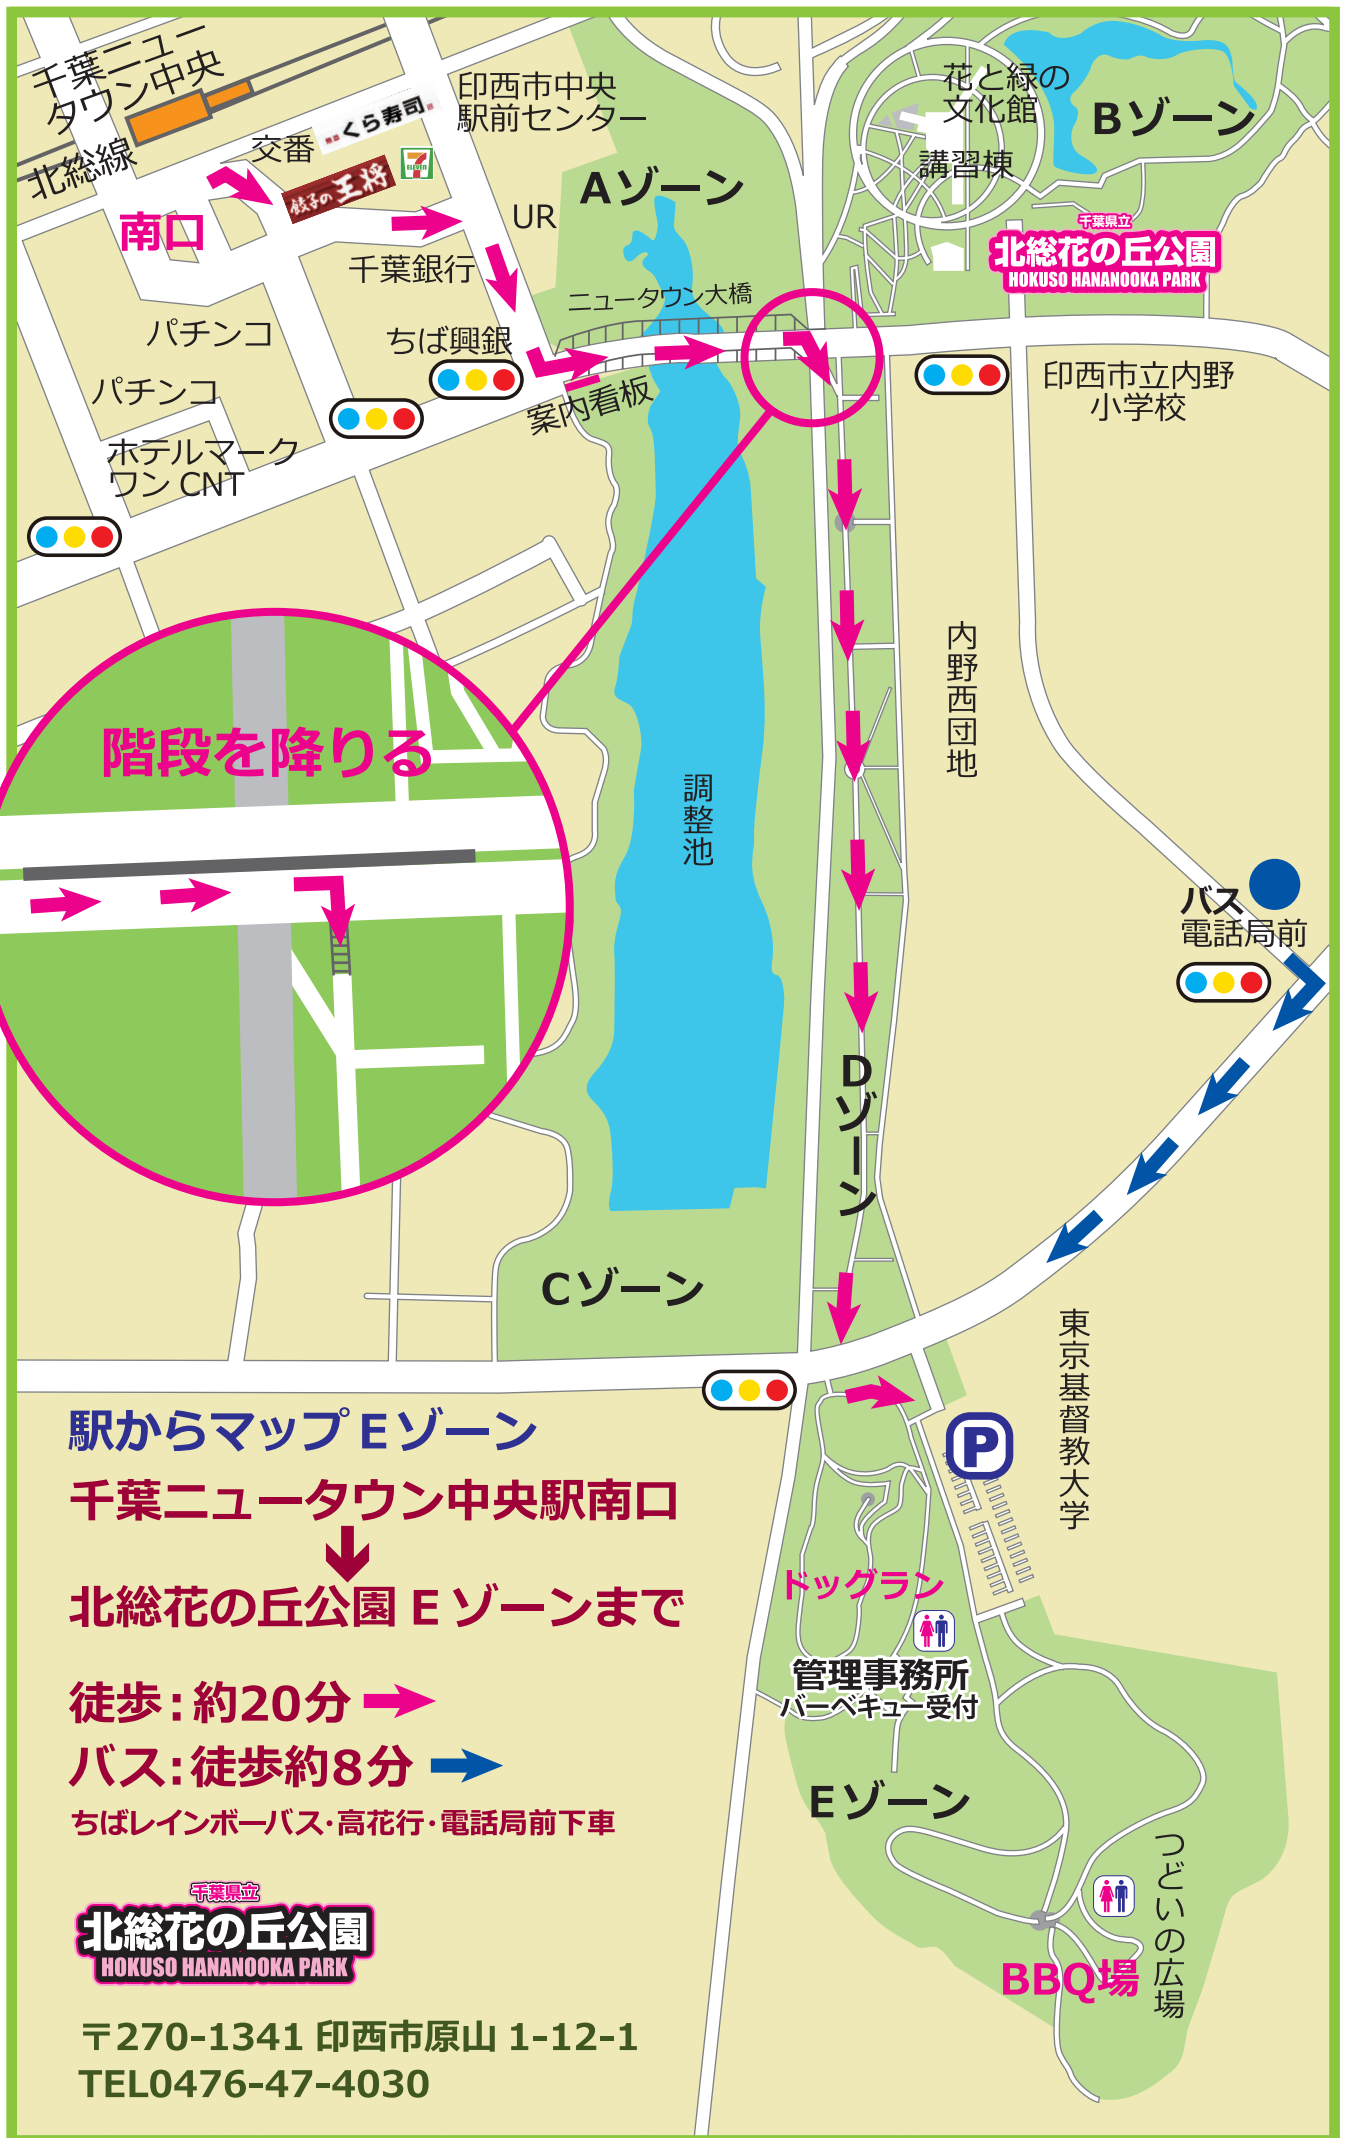 千葉ニュー
タウン中央
北総線
南口
交番
無添 くら寿司
餃子の王将
7
ELEVEN
印西市中央
駅前センター
UR
千葉銀行
ちば興銀
パチンコ
パチンコ
ホテルマーク
ワン CNT
Aゾーン
ニュータウン大橋
案内看板
花と緑の
文化館
講習棟
Bゾーン
千葉県立
北総花の丘公園
HOKUSO HANANOOKA PARK
印西市立内野
小学校
内野西団地
調整池
階段を降りる
バス
電話局前
Dゾーン
Cゾーン
東京基督教大学
P
ドッグラン
管理事務所
バーベキュー受付
Eゾーン
つどいの広場
BBQ場
駅からマップEゾーン
千葉ニュータウン中央駅南口
北総花の丘公園Eゾーンまで
徒歩:約20分
バス:徒歩約8分
ちばレインボーバス・高花行・電話局前下車
千葉県立
北総花の丘公園
HOKUSO HANANOOKA PARK
〒270-1341 印西市原山 1-12-1
TEL0476-47-4030